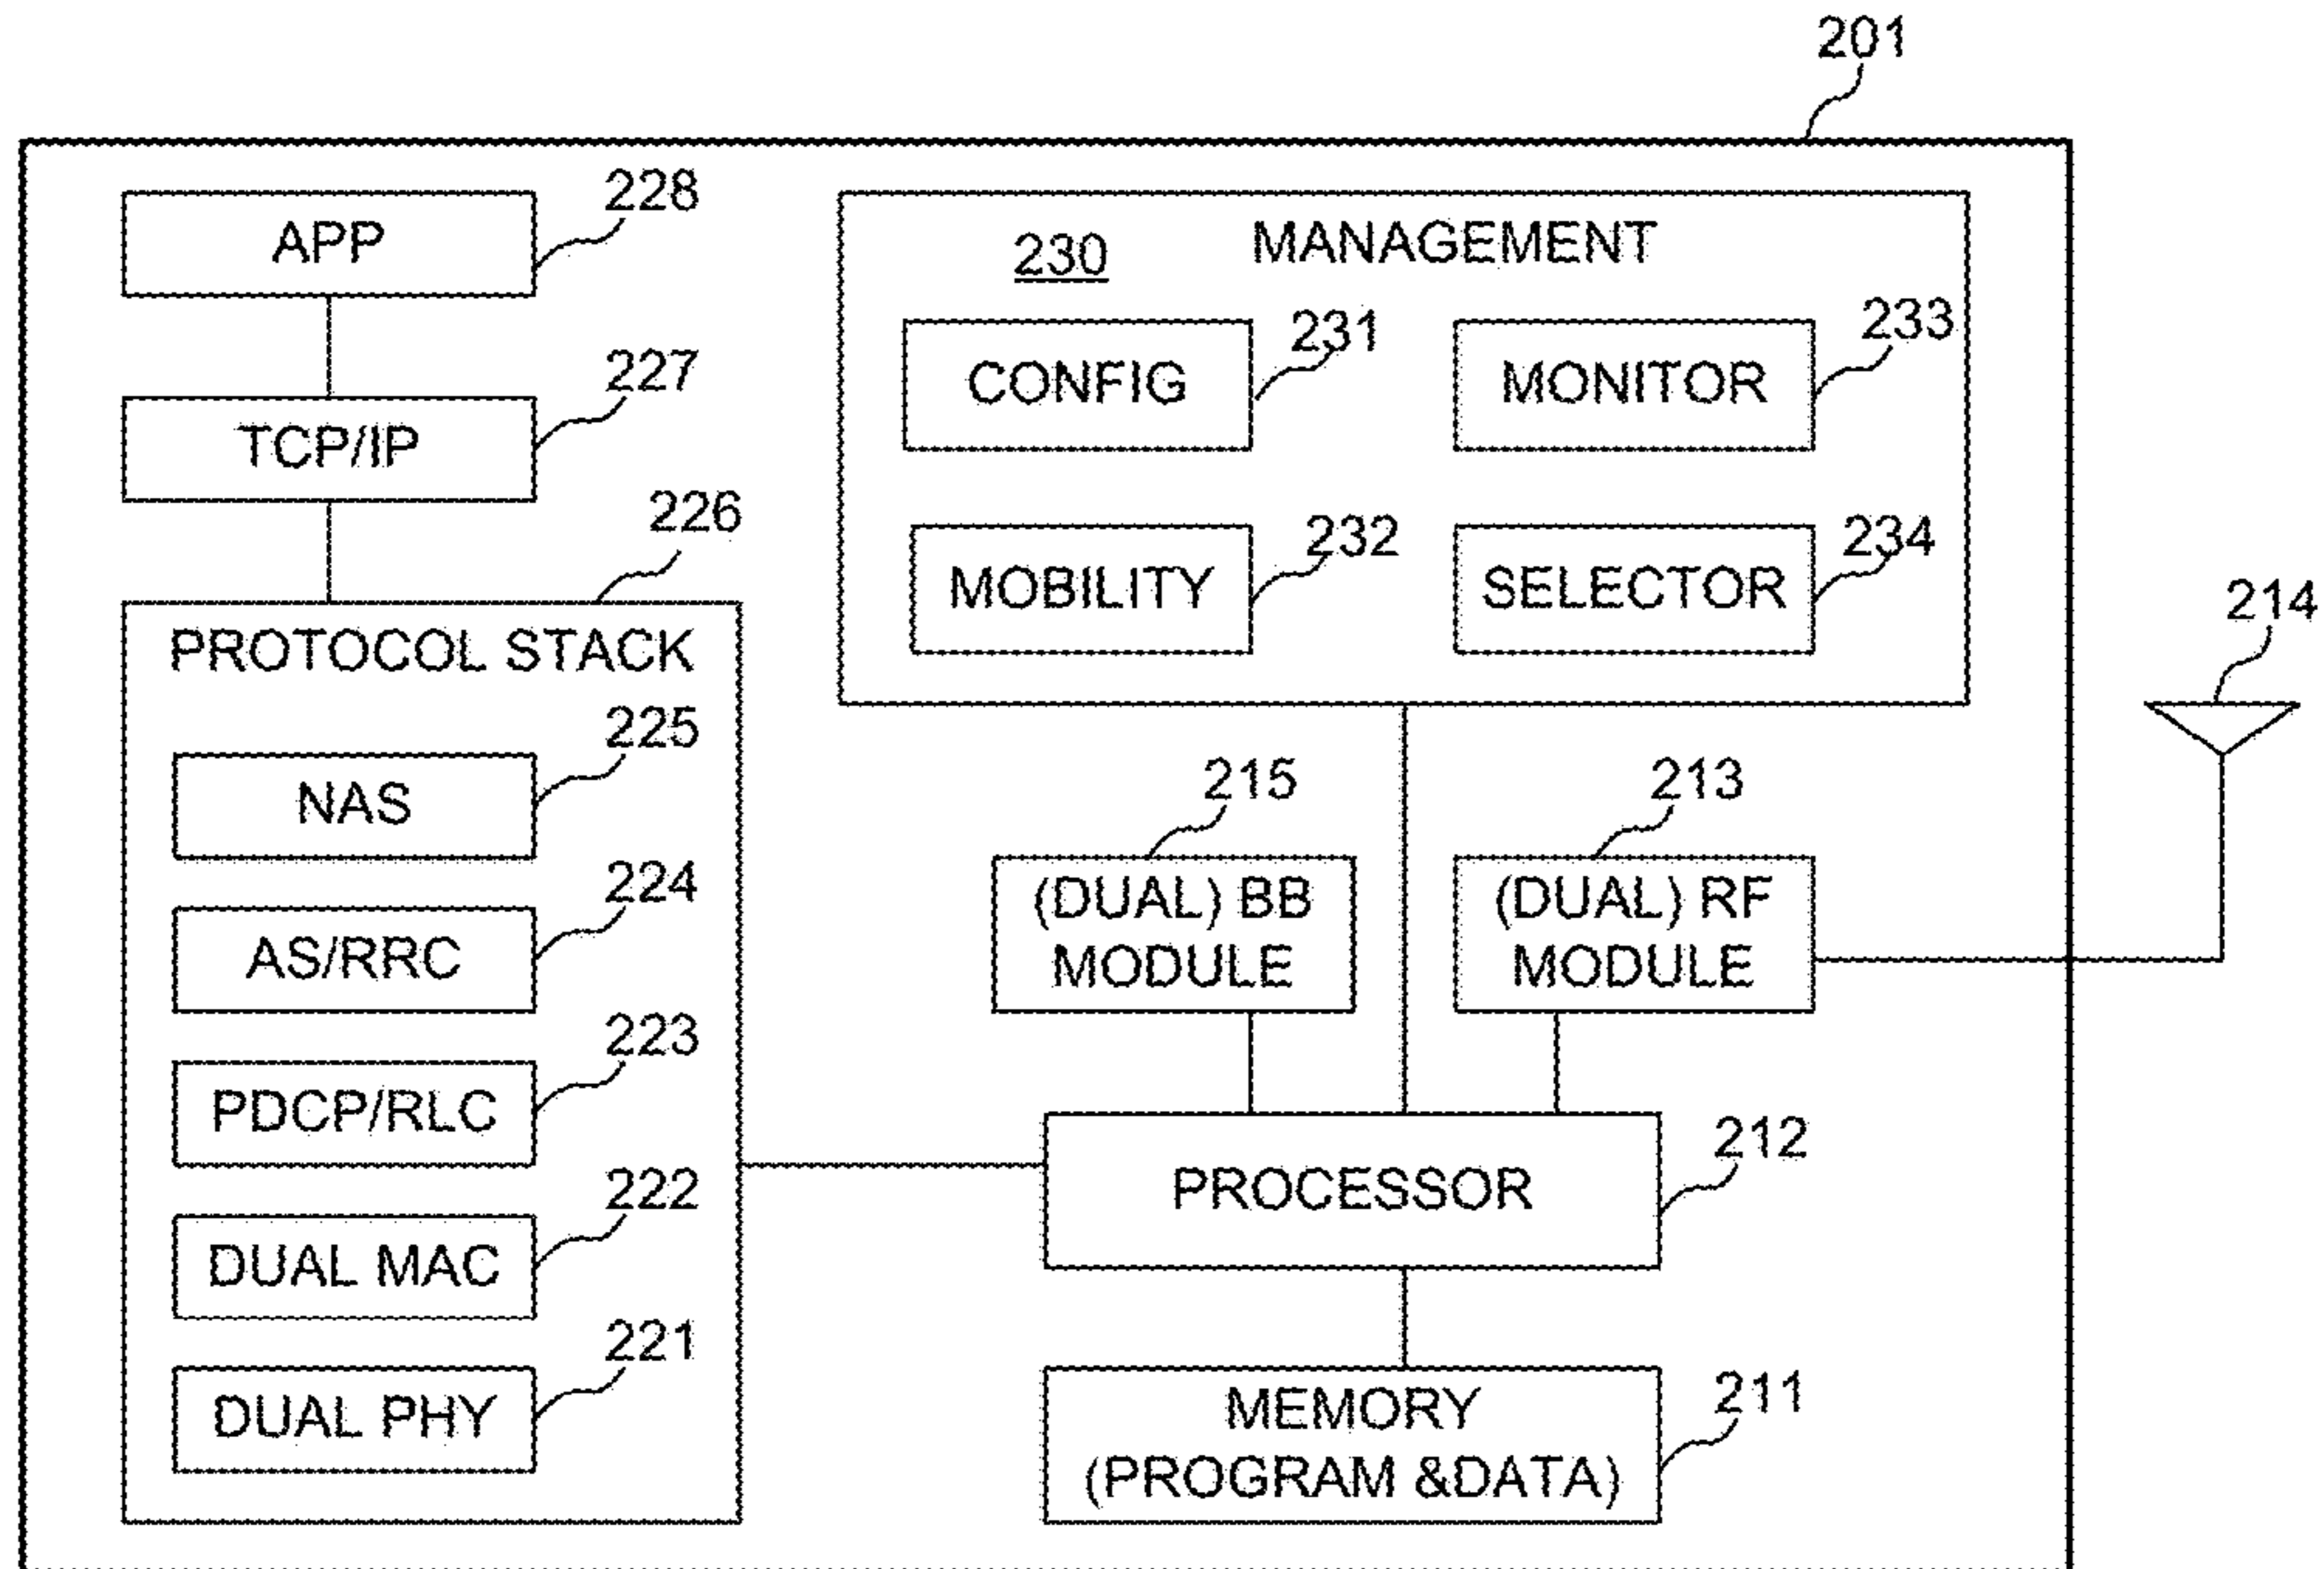 201
APP
228
TCP/IP
227
226
PROTOCOL STACK
NAS
225
AS/RRC
224
PDCP/RLC
223
DUAL MAC
222
DUAL PHY
221
230
MANAGEMENT
CONFIG
231
MONITOR
233
MOBILITY
232
SELECTOR
234
214
215
(DUAL) BB
MODULE
213
(DUAL) RF
MODULE
PROCESSOR
212
MEMORY
(PROGRAM &DATA)
211